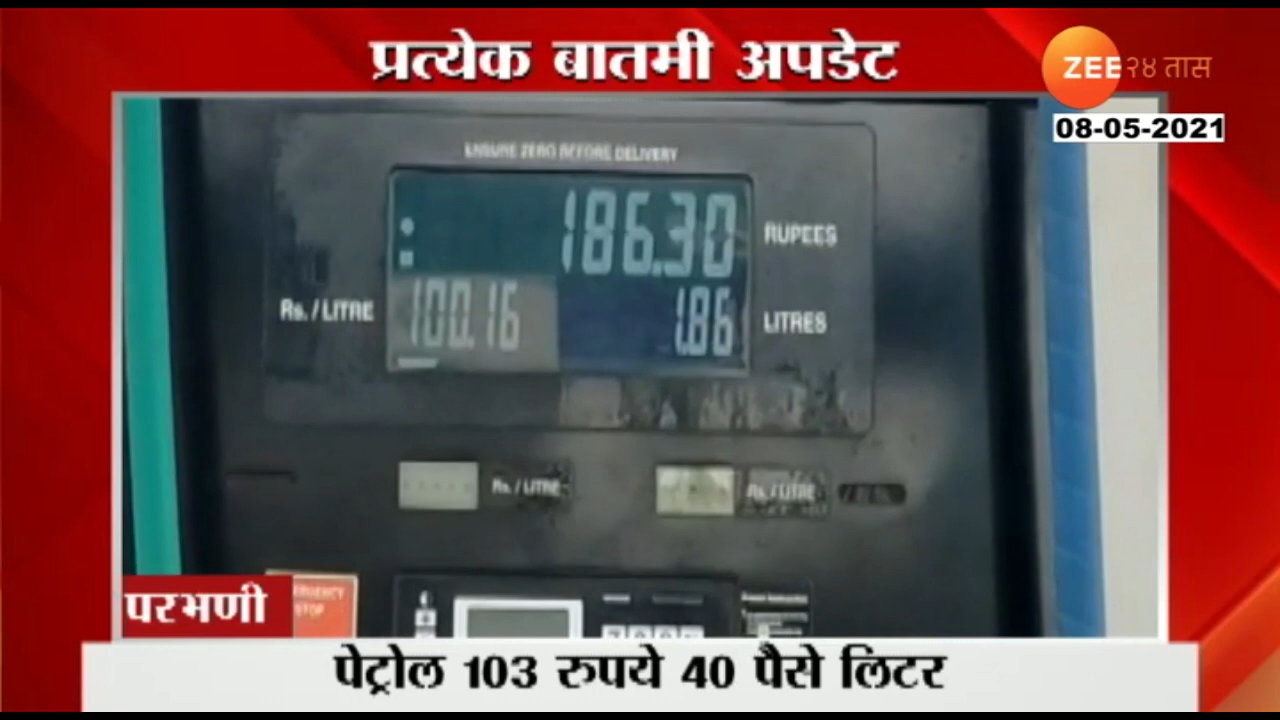 प्रत्येक बातमी अपडेट
ZEE २४ तास
08-05-2021
ENSURE ZERO BEFORE DELIVERY
186.30 RUPEES
Rs. / LITRE 100.16 1.86 LITRES
Rs. / LITRE Rs. / LITRE
STOP
परभणी
पेट्रोल 103 रुपये 40 पैसे लिटर